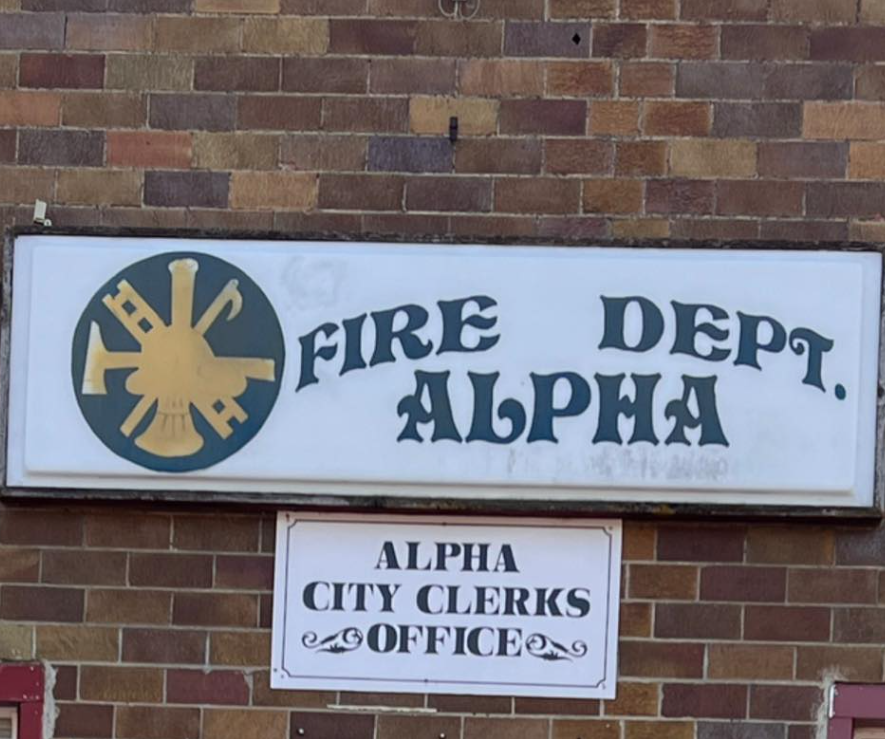 FIRE DEPT.
ALPHA
ALPHA
CITY CLERKS
OFFICE